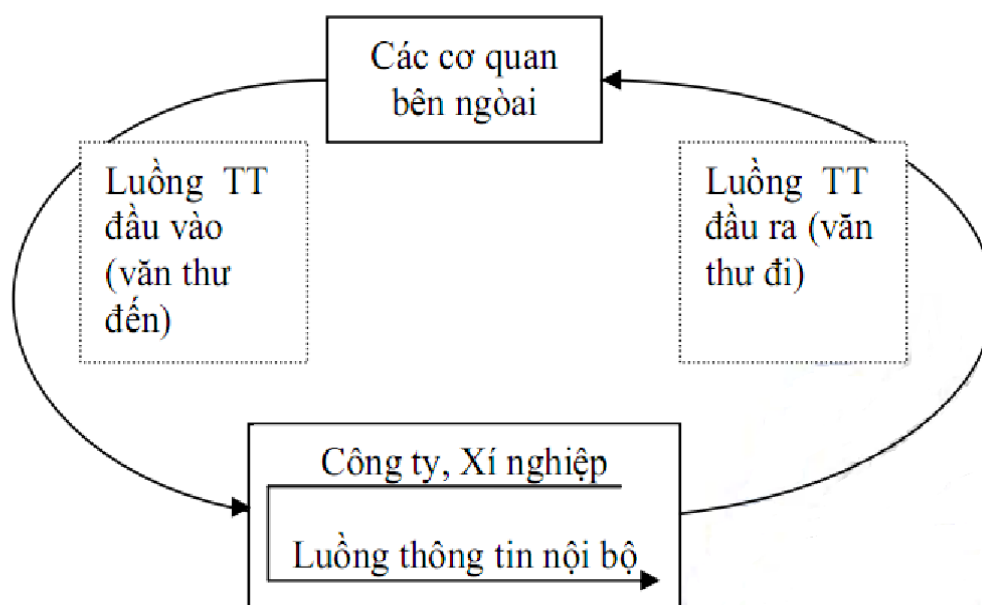 Các cơ quan
bên ngòai
Luồng TT
đầu vào
(văn thư
đến)
Luồng TT
đầu ra (văn
thư đi)
Công ty, Xí nghiệp
Luồng thông tin nội bộ